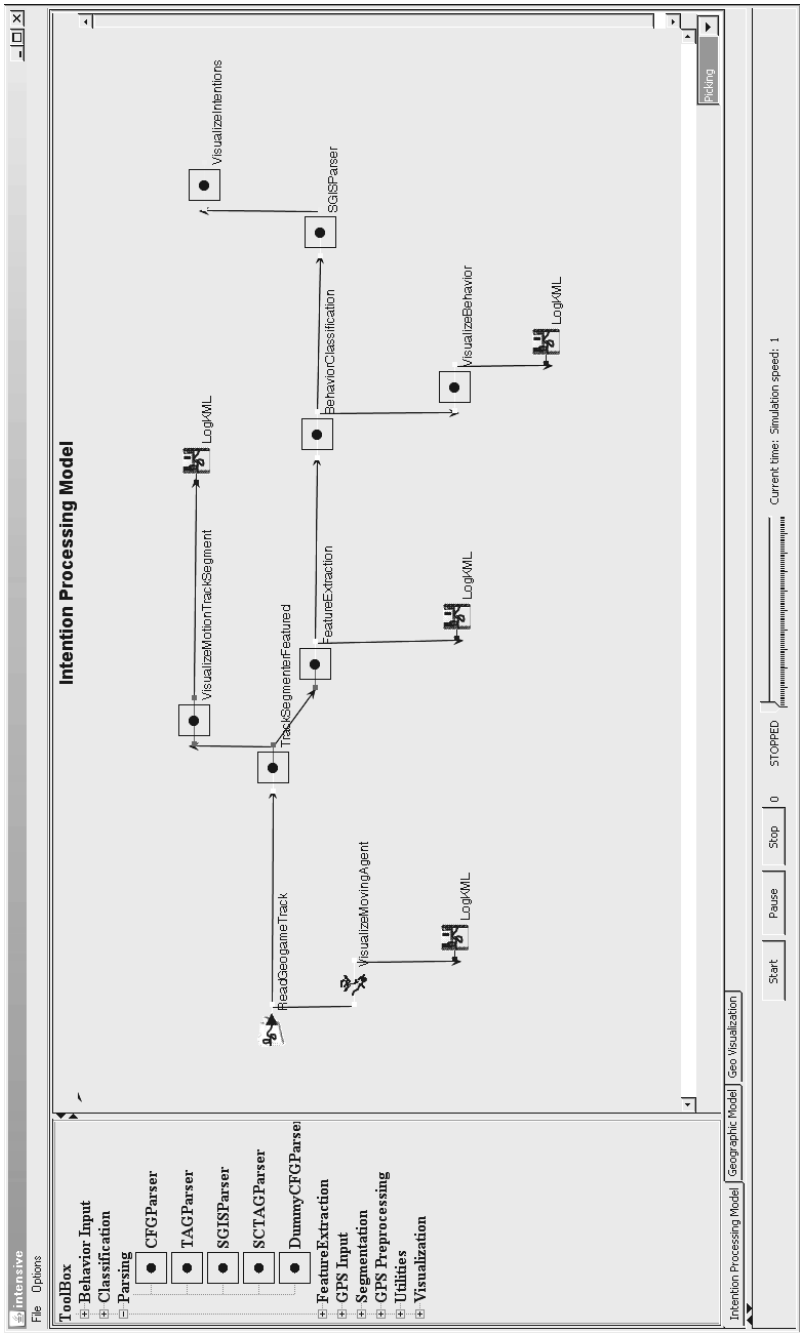 intensive
File Options
ToolBox
Behavior Input
Classification
Parsing
CFGParser
TAGParser
SGISParser
SCTAGParser
DummyCFGParser
FeatureExtraction
GPS Input
Segmentation
GPS Preprocessing
Utilities
Visualization
Intention Processing Model
ReadGeogameTrack
VisualizeMovingAgent
LogKML
TrackSegmenterFeatured
VisualizeMotionTrackSegment
LogKML
FeatureExtraction
LogKML
BehaviorClassification
VisualizeBehavior
LogKML
SGISParser
VisualizeIntentions
Picking
Intention Processing Model Geographic Model Geo Visualization
Start Pause Stop 0 STOPPED Current time: Simulation speed: 1